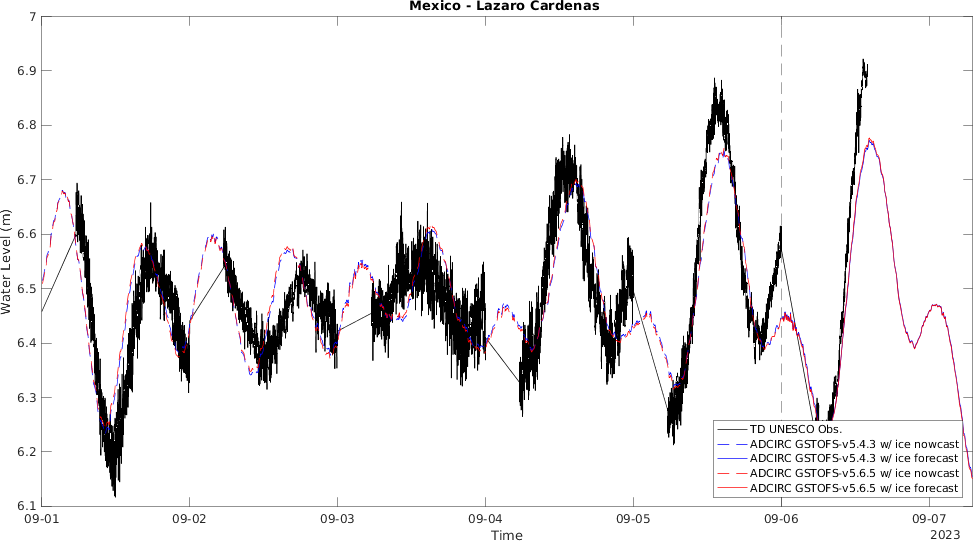 Mexico - Lazaro Cardenas
7
6.9
6.8
6.7
6.6
6.5
6.4
6.3
6.2
6.1
Water Level (m)
TD UNESCO Obs.
ADCIRC GSTOFS-v5.4.3 w/ ice nowcast
ADCIRC GSTOFS-v5.4.3 w/ ice forecast
ADCIRC GSTOFS-v5.6.5 w/ ice nowcast
ADCIRC GSTOFS-v5.6.5 w/ ice forecast
09-01 09-02 09-03 09-04 09-05 09-06 09-07
Time
2023